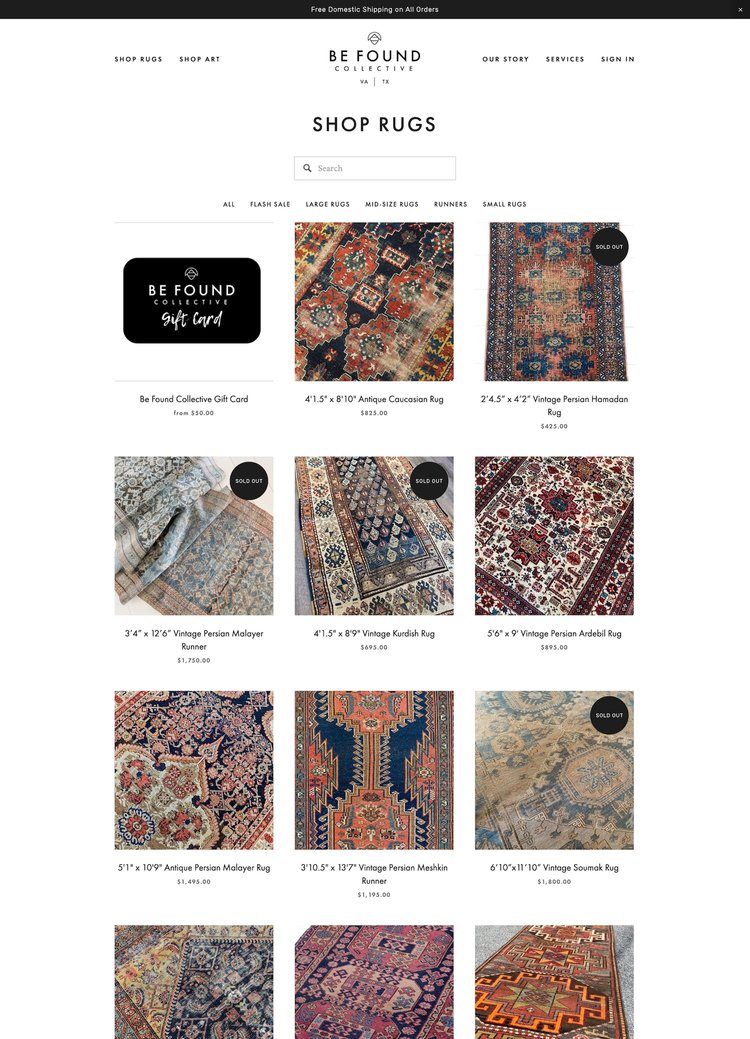 Free Domestic Shipping on All Orders
×
SHOP RUGS
SHOP ART
BE FOUND
COLLECTIVE
VA | TX
OUR STORY
SERVICES
SIGN IN
SHOP RUGS
Search
ALL
FLASH SALE
LARGE RUGS
MID-SIZE RUGS
RUNNERS
SMALL RUGS
BE FOUND
COLLECTIVE
Gift Card
SOLD OUT
Be Found Collective Gift Card
from $50.00
4'1.5" x 8'10" Antique Caucasian Rug
$825.00
2’4.5” x 4’2” Vintage Persian Hamadan
Rug
$425.00
SOLD OUT
SOLD OUT
3’4” x 12’6” Vintage Persian Malayer
Runner
$1,750.00
4'1.5" x 8'9" Vintage Kurdish Rug
$695.00
5'6" x 9' Vintage Persian Ardebil Rug
$895.00
SOLD OUT
5'1" x 10'9" Antique Persian Malayer Rug
$1,495.00
3'10.5" x 13'7" Vintage Persian Meshkin
Runner
$1,195.00
6’10”x11’10” Vintage Soumak Rug
$1,800.00